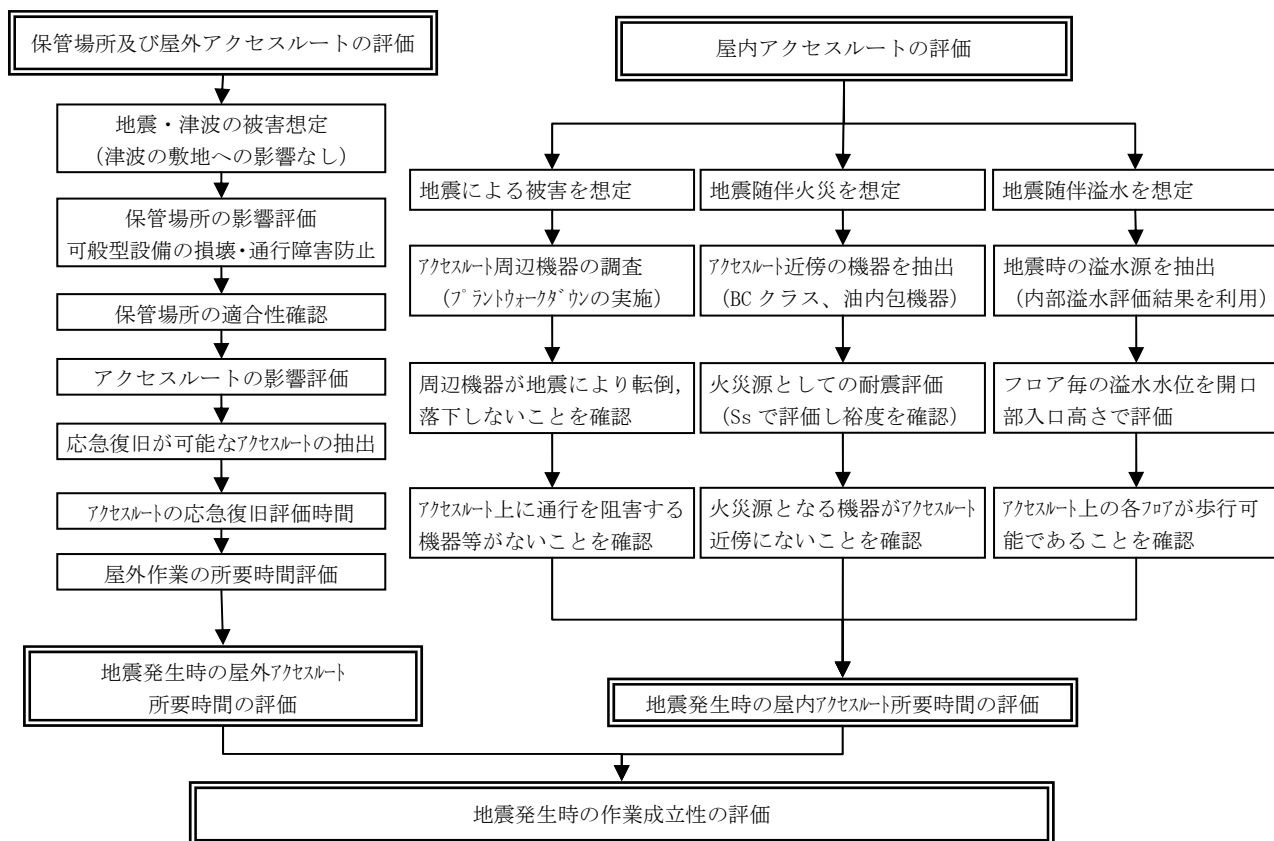 保管場所及び屋外アクセスルートの評価
地震・津波の被害想定
（津波の敷地への影響なし）
保管場所の影響評価
可般型設備の損壊・通行障害防止
保管場所の適合性確認
アクセスルートの影響評価
応急復旧が可能なｱｸｾｽﾙｰﾄの抽出
ｱｸｾｽﾙｰﾄの応急復旧評価時間
屋外作業の所要時間評価
地震発生時の屋外ｱｸｾｽﾙｰﾄ
所要時間の評価
屋内アクセスルートの評価
地震による被害を想定
ｱｸｾｽﾙｰﾄ周辺機器の調査
（ﾌﾟﾗﾝﾄｳｫｰｸﾀﾞｳﾝの実施）
周辺機器が地震により転倒，
落下しないことを確認
ｱｸｾｽﾙｰﾄ上に通行を阻害する
機器等がないことを確認
地震随伴火災を想定
ｱｸｾｽﾙｰﾄ近傍の機器を抽出
（BC クラス、油内包機器）
火災源としての耐震評価
（Ss で評価し裕度を確認）
火災源となる機器がｱｸｾｽﾙｰﾄ
近傍にないことを確認
地震随伴溢水を想定
地震時の溢水源を抽出
（内部溢水評価結果を利用）
フロア毎の溢水水位を開口
部入口高さで評価
ｱｸｾｽﾙｰﾄ上の各ﾌﾛｱが歩行可
能であることを確認
地震発生時の屋内ｱｸｾｽﾙｰﾄ所要時間の評価
地震発生時の作業成立性の評価